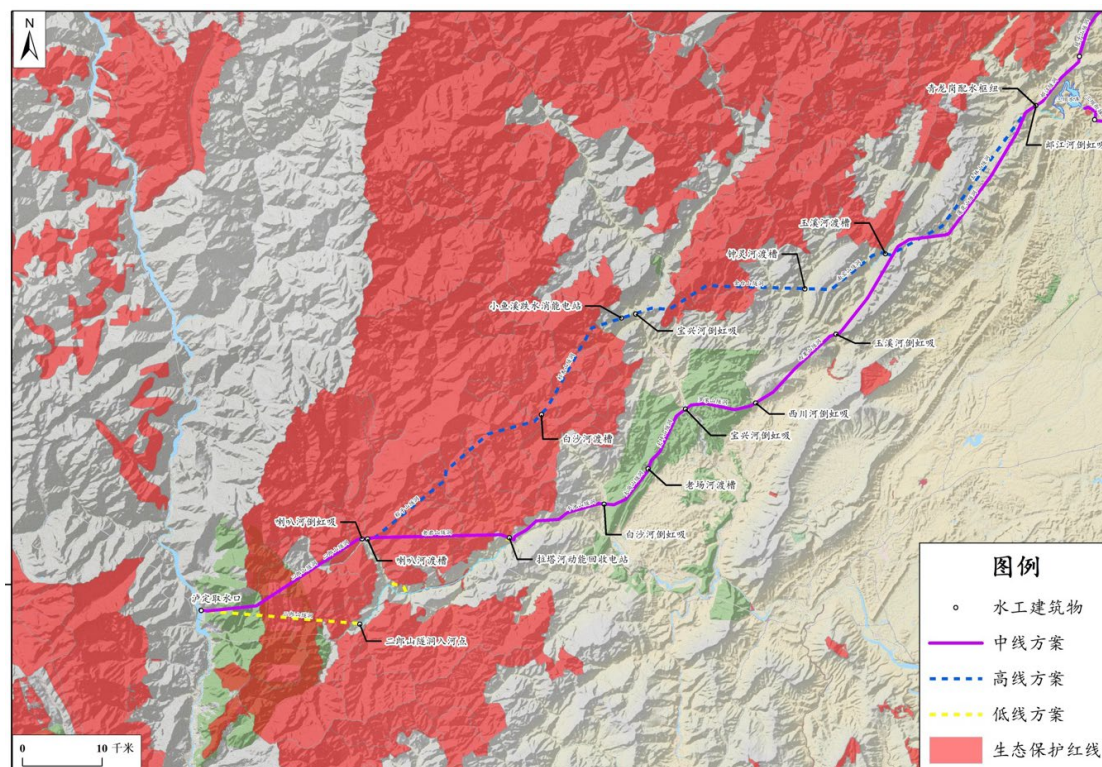 N
青龙岗配水枢纽
䢺江河倒虹吸
玉溪河渡槽
钟灵河渡槽
小鱼溪跌水消能电站
宝兴河倒虹吸
玉溪河倒虹吸
西川河倒虹吸
白沙河渡槽
宝兴河倒虹吸
老场河渡槽
喇叭河倒虹吸
白沙河倒虹吸
喇叭河渡槽
拉塔河动能回收电站
泸定取水口
二郎山隧洞入河点
图例
水工建筑物
中线方案
高线方案
低线方案
生态保护红线
0 10 千米